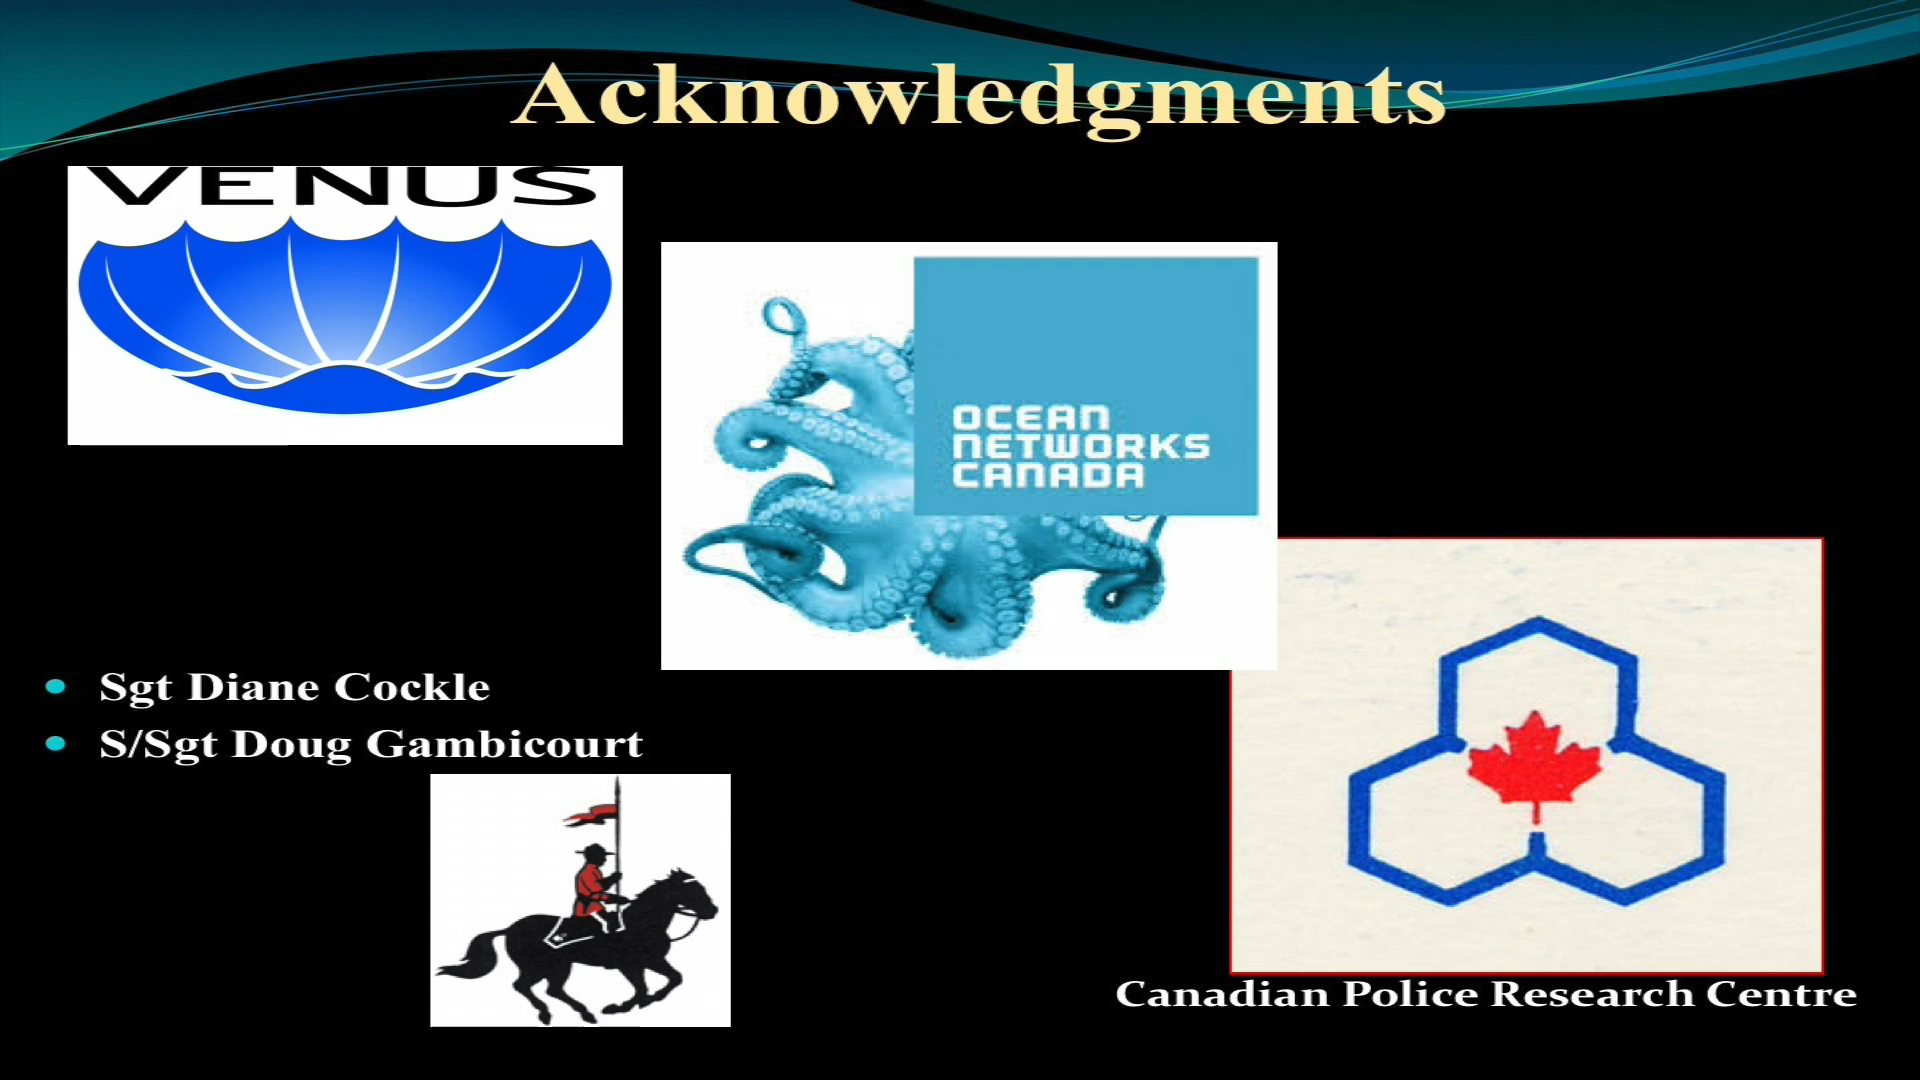 Acknowledgments
VENUS
OCEAN
NETWORKS
CANADA
Sgt Diane Cockle
S/Sgt Doug Gambicourt
Canadian Police Research Centre